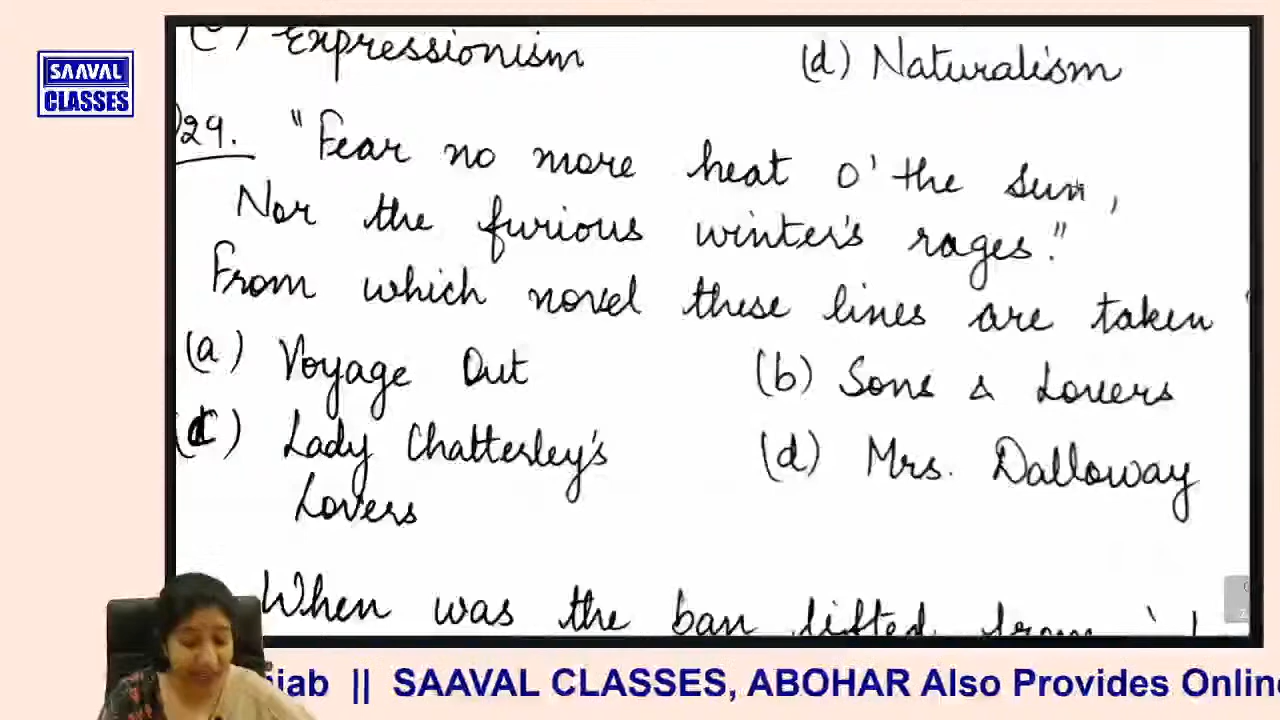 SAAVAL
CLASSES
(c) Expressionism (d) Naturalism
29. "Fear no more heat o' the sun,
Nor the furious winter's rages."
From which novel these lines are taken
(a) Voyage Out (b) Sons & Lovers
(c) Lady Chatterley's (d) Mrs. Dalloway
Lovers
When was the ban lifted from
|| SAAVAL CLASSES, ABOHAR Also Provides Online